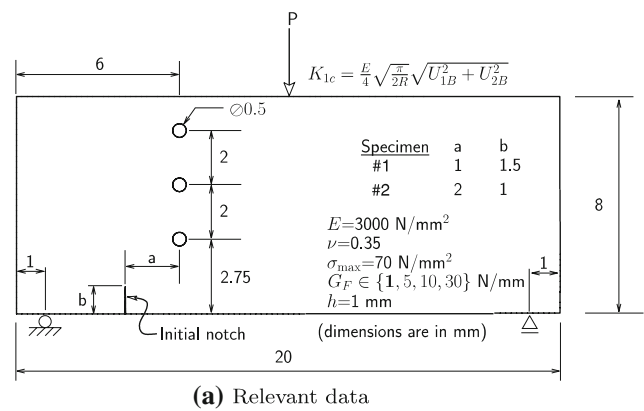 P
6
$K_{1c} = \frac{E}{4}\sqrt{\frac{\pi}{2R}}\sqrt{U_{1B}^2 + U_{2B}^2}$
∅0.5
Specimen a b
#1 1 1.5
#2 2 1
2
2
8
E=3000 N/mm²
ν=0.35
σ_max=70 N/mm²
G_F ∈ {1, 5, 10, 30} N/mm
h=1 mm
1
a
2.75
1
b
Initial notch
(dimensions are in mm)
20
(a) Relevant data